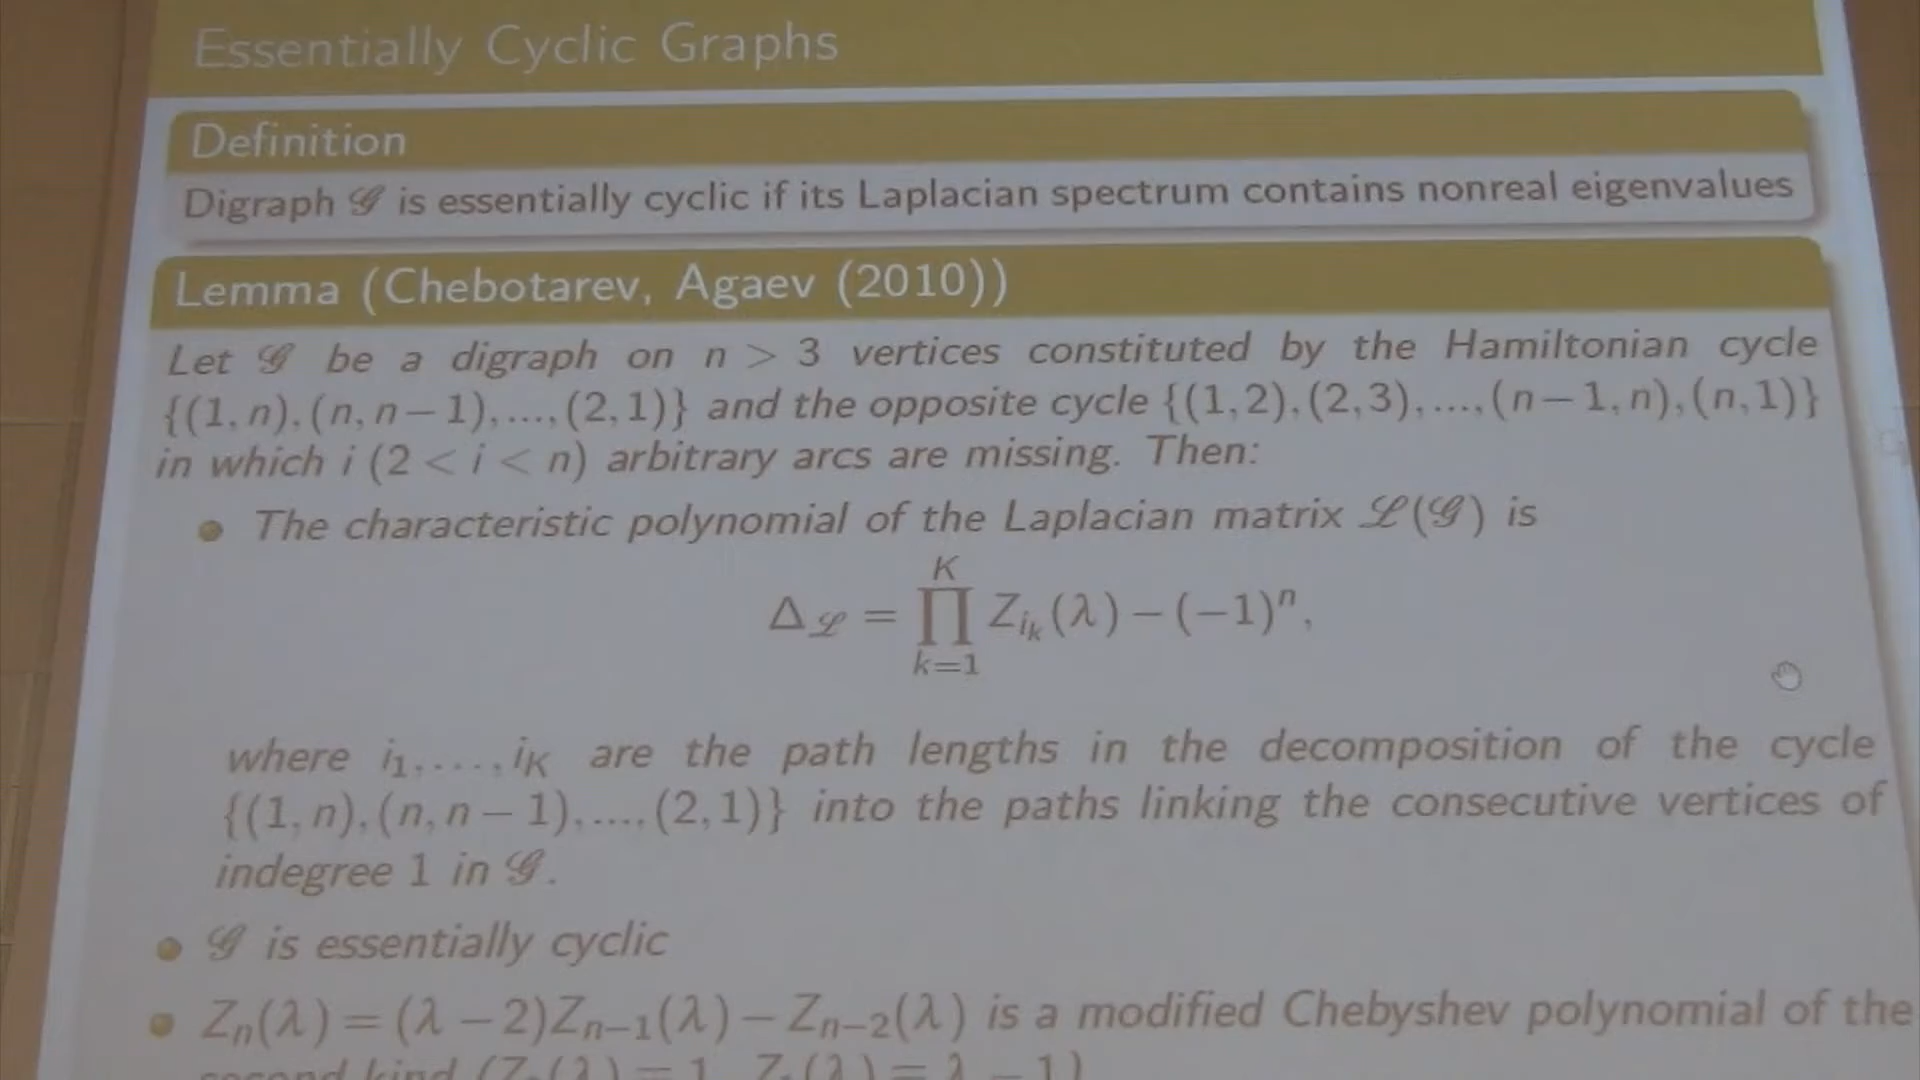 Essentially Cyclic Graphs
Definition
Digraph 𝒢 is essentially cyclic if its Laplacian spectrum contains nonreal eigenvalues
Lemma (Chebotarev, Agaev (2010))
Let 𝒢 be a digraph on n > 3 vertices constituted by the Hamiltonian cycle
{(1,n),(n,n−1),...,(2,1)} and the opposite cycle {(1,2),(2,3),...,(n−1,n),(n,1)}
in which i (2 < i < n) arbitrary arcs are missing. Then:
The characteristic polynomial of the Laplacian matrix ℒ(𝒢) is
Δ_ℒ = ∏_{k=1}^{K} Z_{i_k}(λ) − (−1)^n,
where i₁,...,i_K are the path lengths in the decomposition of the cycle
{(1,n),(n,n−1),...,(2,1)} into the paths linking the consecutive vertices of
indegree 1 in 𝒢.
𝒢 is essentially cyclic
Z_n(λ) = (λ − 2)Z_{n−1}(λ) − Z_{n−2}(λ) is a modified Chebyshev polynomial of the
second kind